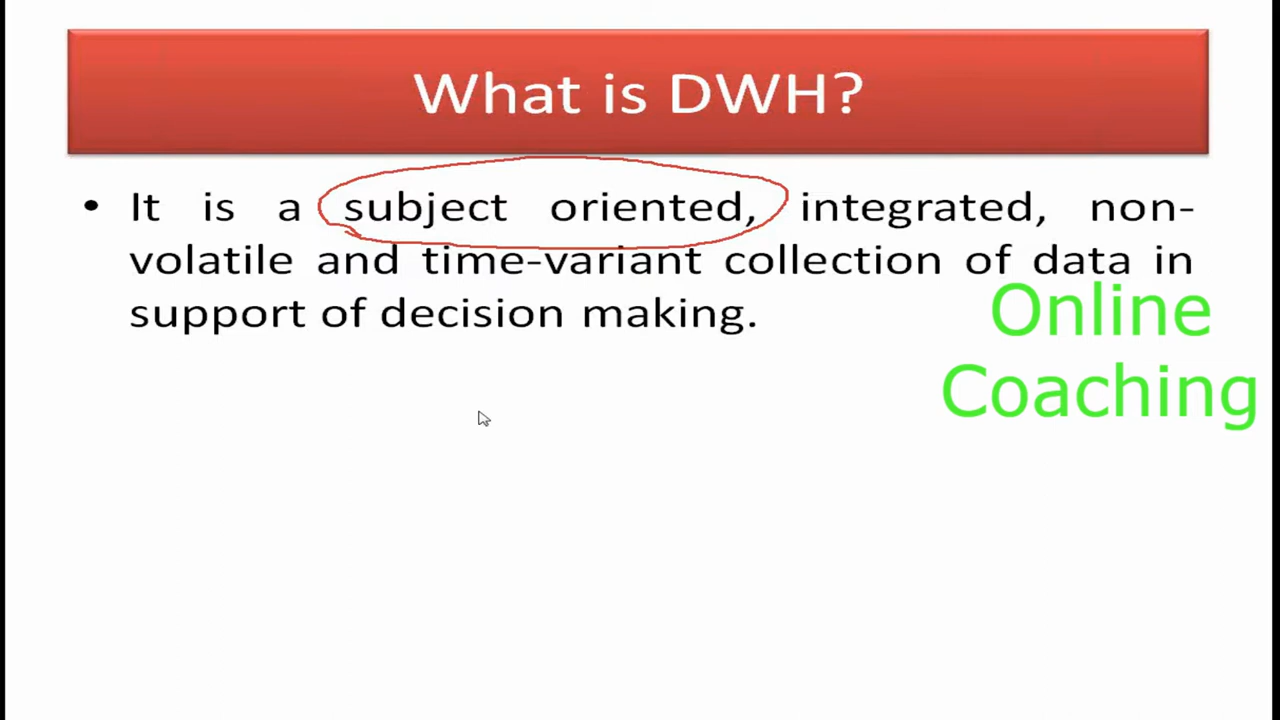 What is DWH?
• It is a subject oriented, integrated, non-
volatile and time-variant collection of data in
support of decision making.
Online
Coaching